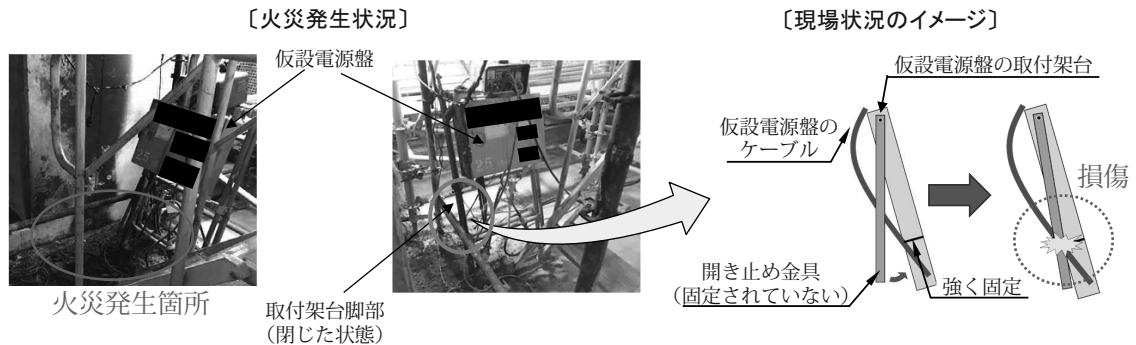 〔火災発生状況〕
〔現場状況のイメージ〕
仮設電源盤
25
25
火災発生箇所
取付架台脚部
（閉じた状態）
仮設電源盤の取付架台
仮設電源盤の
ケーブル
損傷
開き止め金具
（固定されていない）
強く固定